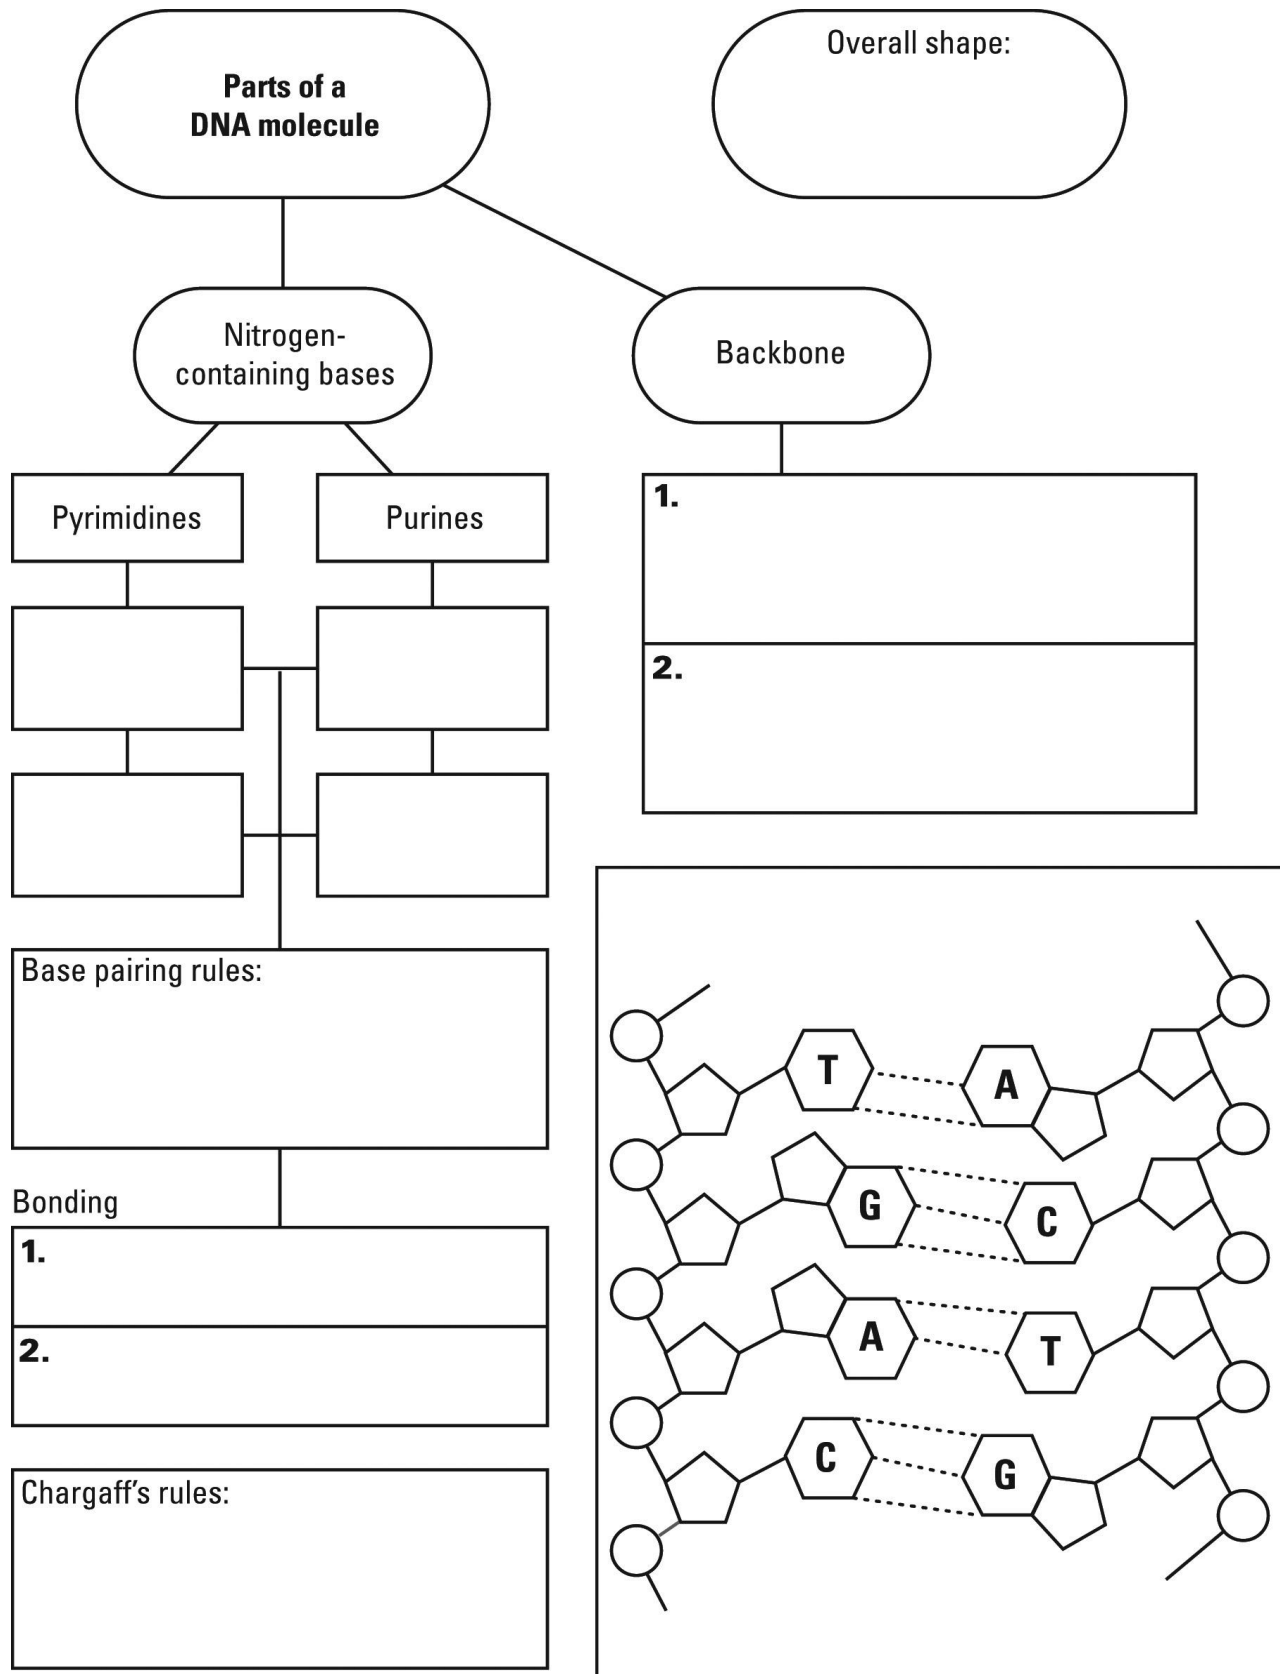 Parts of a
DNA molecule
Overall shape:
Nitrogen-
containing bases
Backbone
Pyrimidines
Purines
1.
2.
Base pairing rules:
Bonding
1.
2.
Chargaff's rules:
T
A
G
C
A
T
C
G